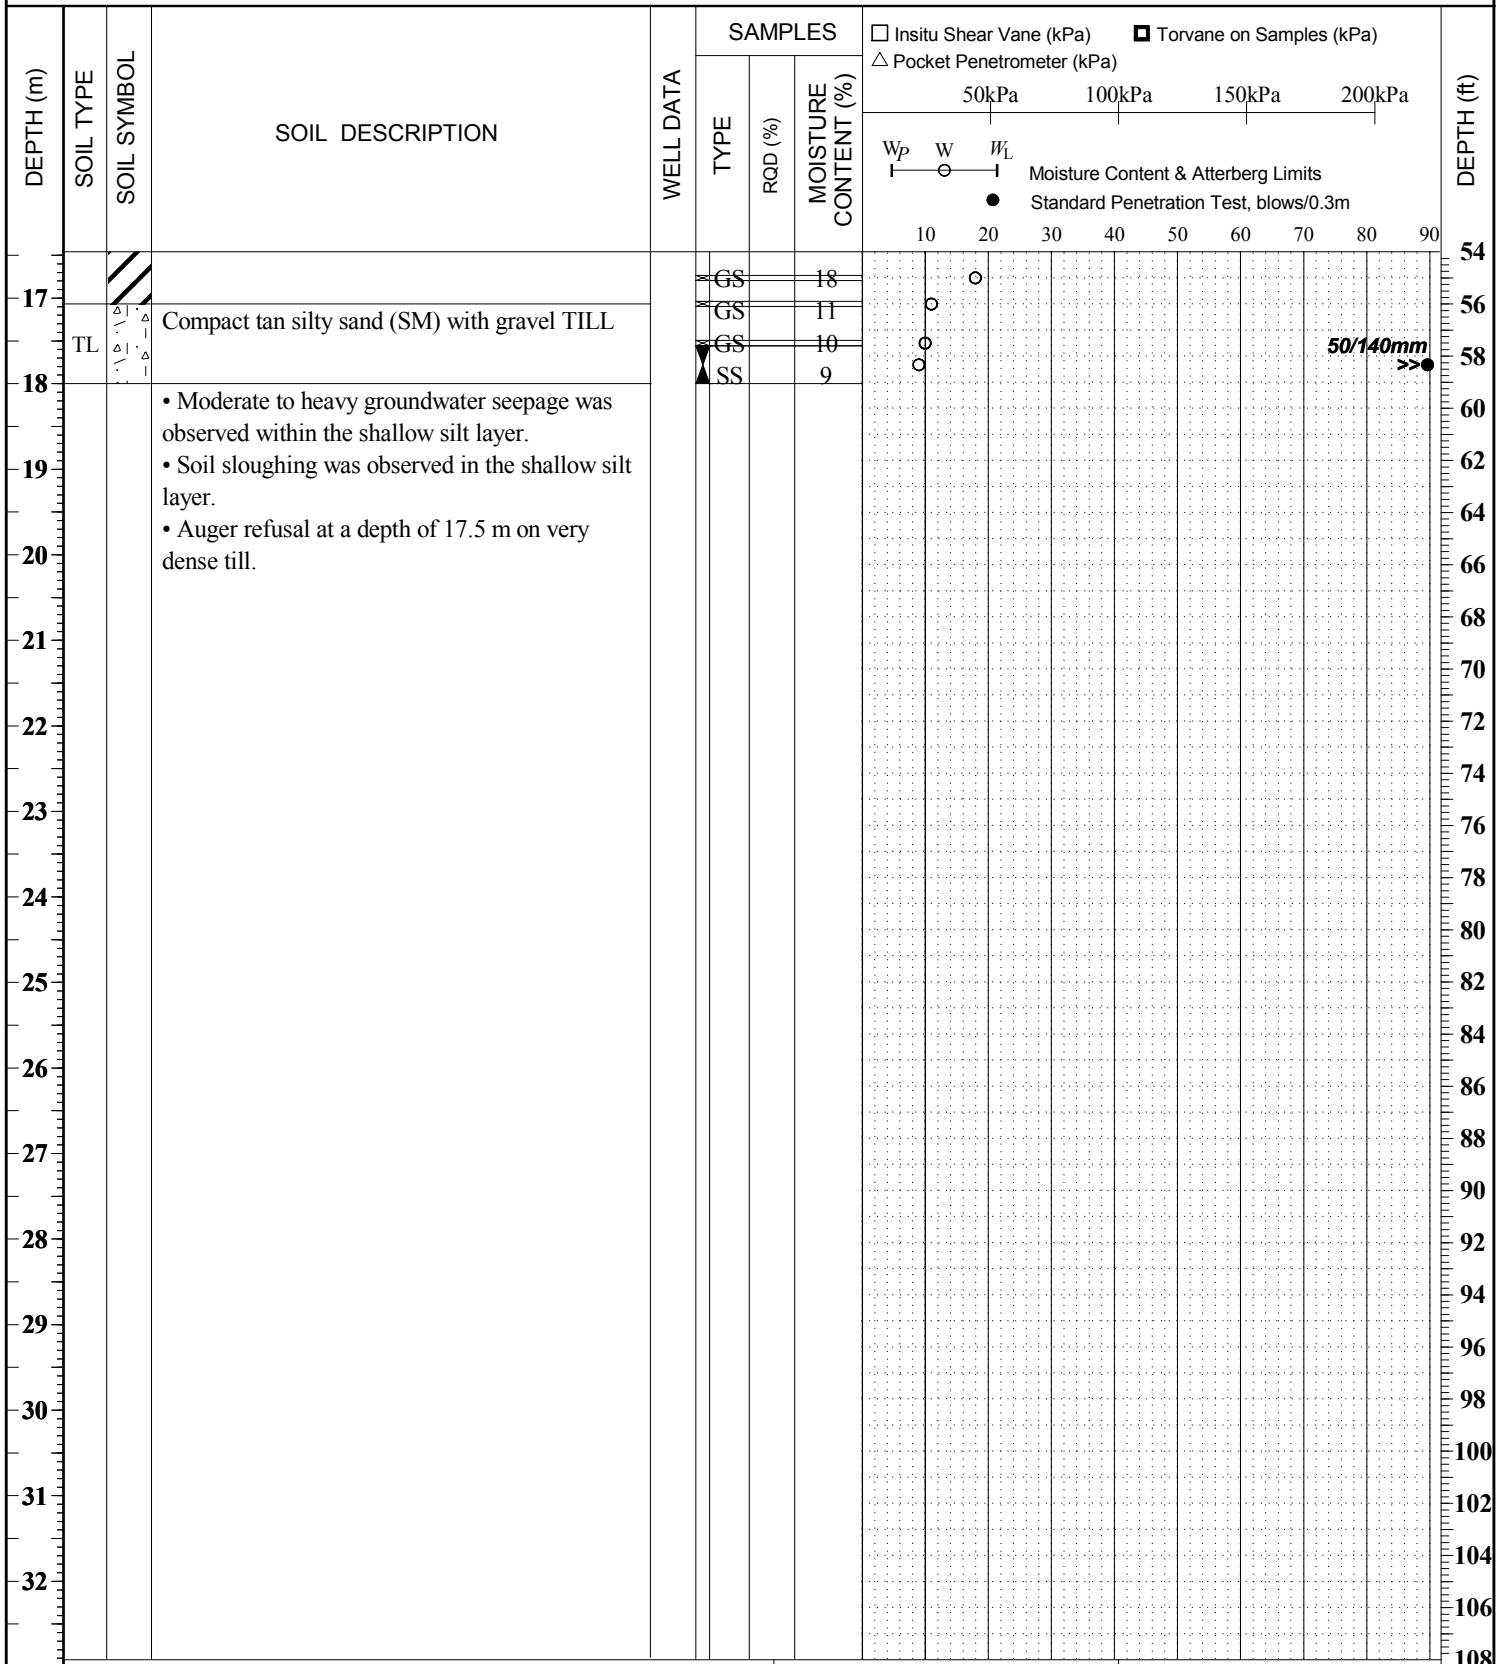 DEPTH (m)
SOIL TYPE
SOIL SYMBOL
SOIL DESCRIPTION
WELL DATA
SAMPLES
TYPE
RQD (%)
MOISTURE
CONTENT (%)
Insitu Shear Vane (kPa)
Torvane on Samples (kPa)
Pocket Penetrometer (kPa)
50kPa 100kPa 150kPa 200kPa
WP W WL
Moisture Content & Atterberg Limits
Standard Penetration Test, blows/0.3m
10 20 30 40 50 60 70 80 90
DEPTH (ft)
GS 18
GS 11
GS 10
SS 9
TL
Compact tan silty sand (SM) with gravel TILL
50/140mm
>>
• Moderate to heavy groundwater seepage was
observed within the shallow silt layer.
• Soil sloughing was observed in the shallow silt
layer.
• Auger refusal at a depth of 17.5 m on very
dense till.
17
18
19
20
21
22
23
24
25
26
27
28
29
30
31
32
54
56
58
60
62
64
66
68
70
72
74
76
78
80
82
84
86
88
90
92
94
96
98
100
102
104
106
108